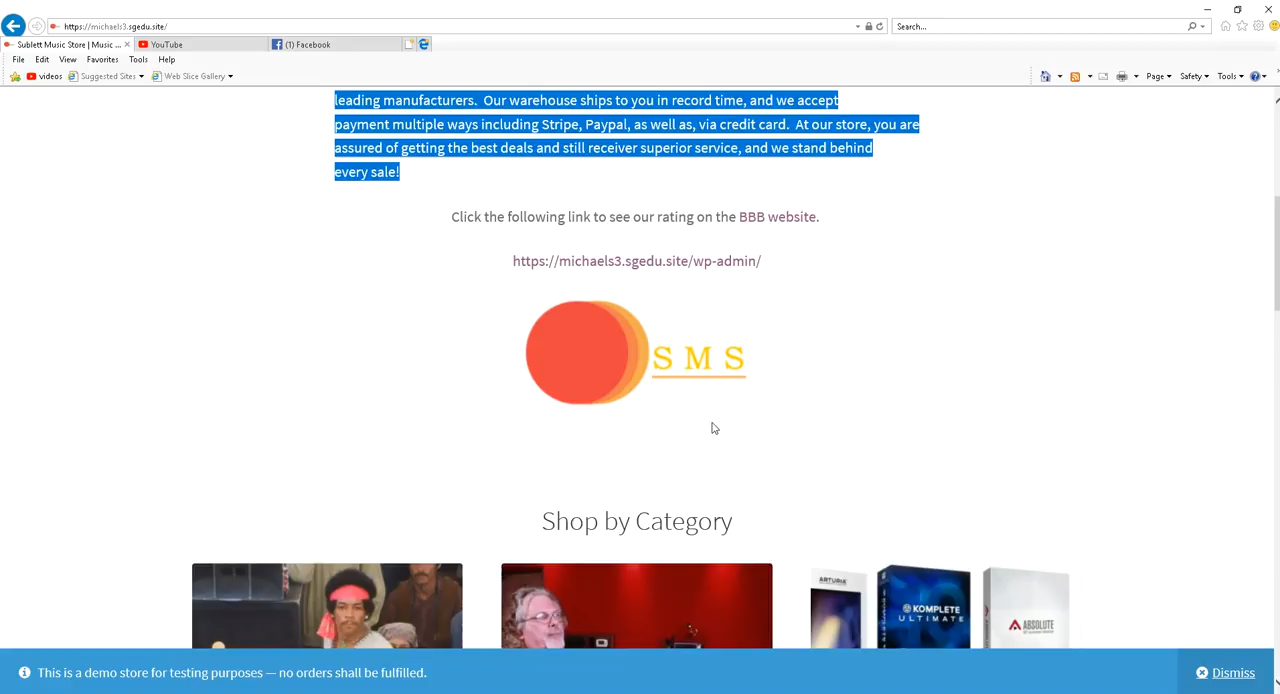 https://michaels3.sgedu.site/
Search...
Sublett Music Store | Music ...
YouTube
(1) Facebook
File Edit View Favorites Tools Help
videos Suggested Sites Web Slice Gallery
Page Safety Tools
leading manufacturers. Our warehouse ships to you in record time, and we accept
payment multiple ways including Stripe, Paypal, as well as, via credit card. At our store, you are
assured of getting the best deals and still receiver superior service, and we stand behind
every sale!
Click the following link to see our rating on the BBB website.
https://michaels3.sgedu.site/wp-admin/
S M S
Shop by Category
ARTURIA
KOMPLETE
ULTIMATE
ABSOLUTE
This is a demo store for testing purposes — no orders shall be fulfilled.
Dismiss